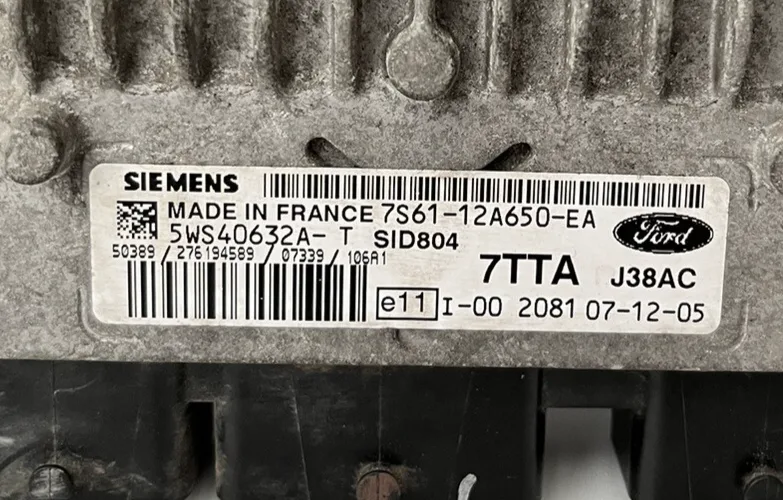 SIEMENS
MADE IN FRANCE 7S61-12A650-EA
Ford
5WS40632A- T SID804
50389 / 275194589 / 07339 / 106A1
7TTA J38AC
e11 I-00 2081 07-12-05